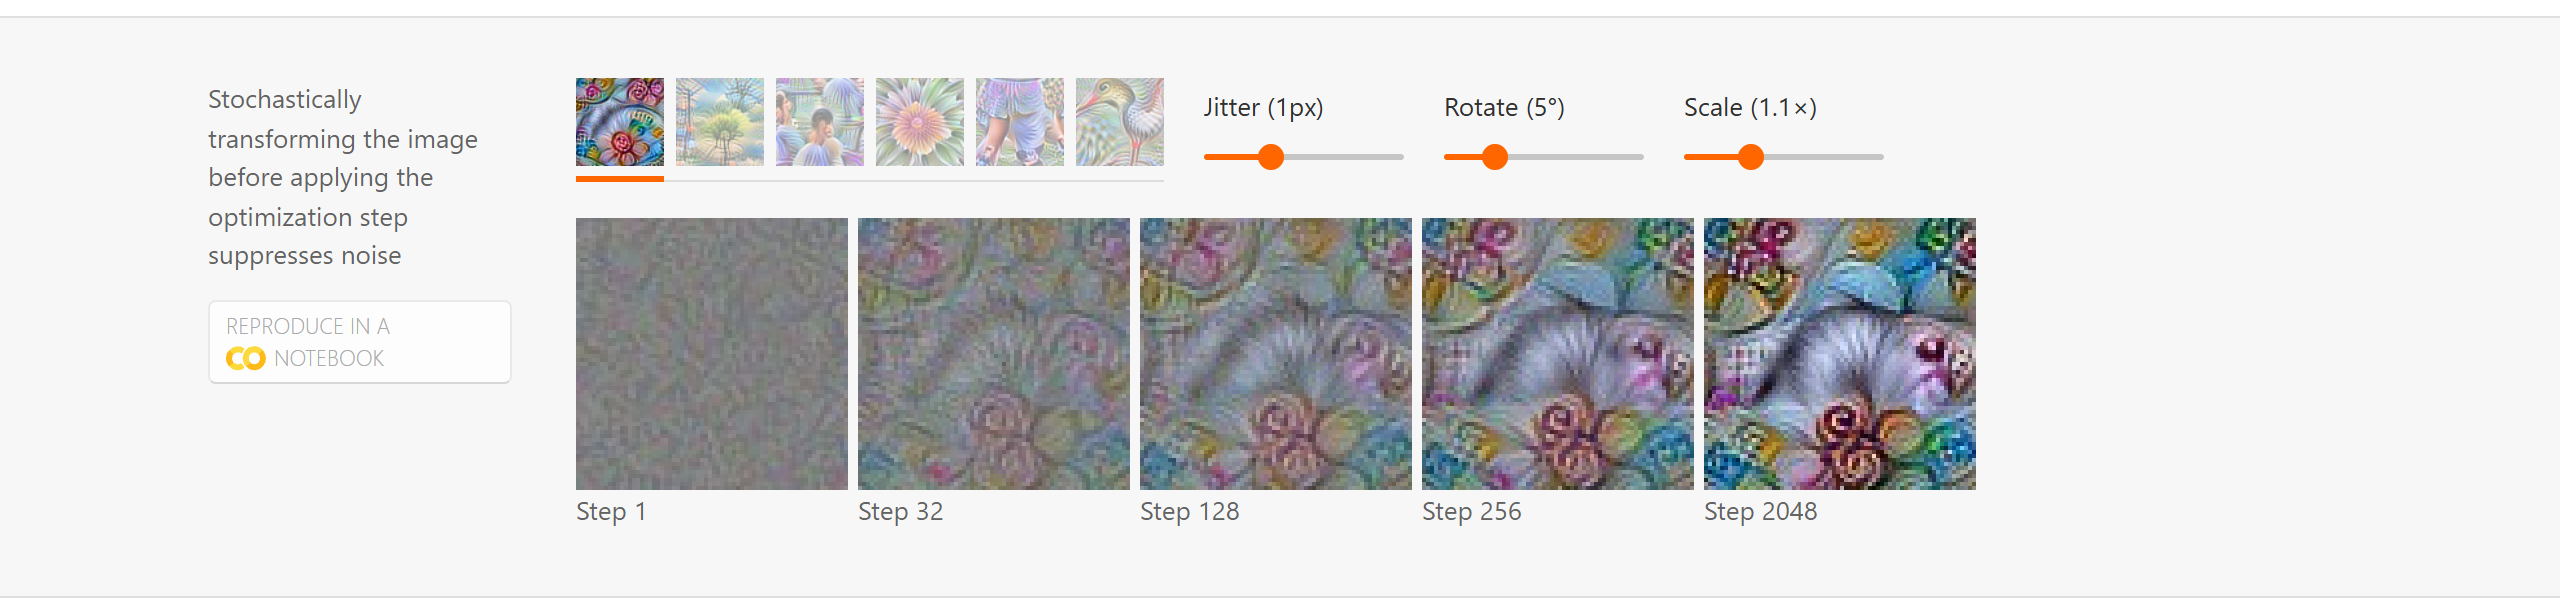 Stochastically
transforming the image
before applying the
optimization step
suppresses noise
REPRODUCE IN A
CO NOTEBOOK
Jitter (1px)
Rotate (5°)
Scale (1.1×)
Step 1
Step 32
Step 128
Step 256
Step 2048